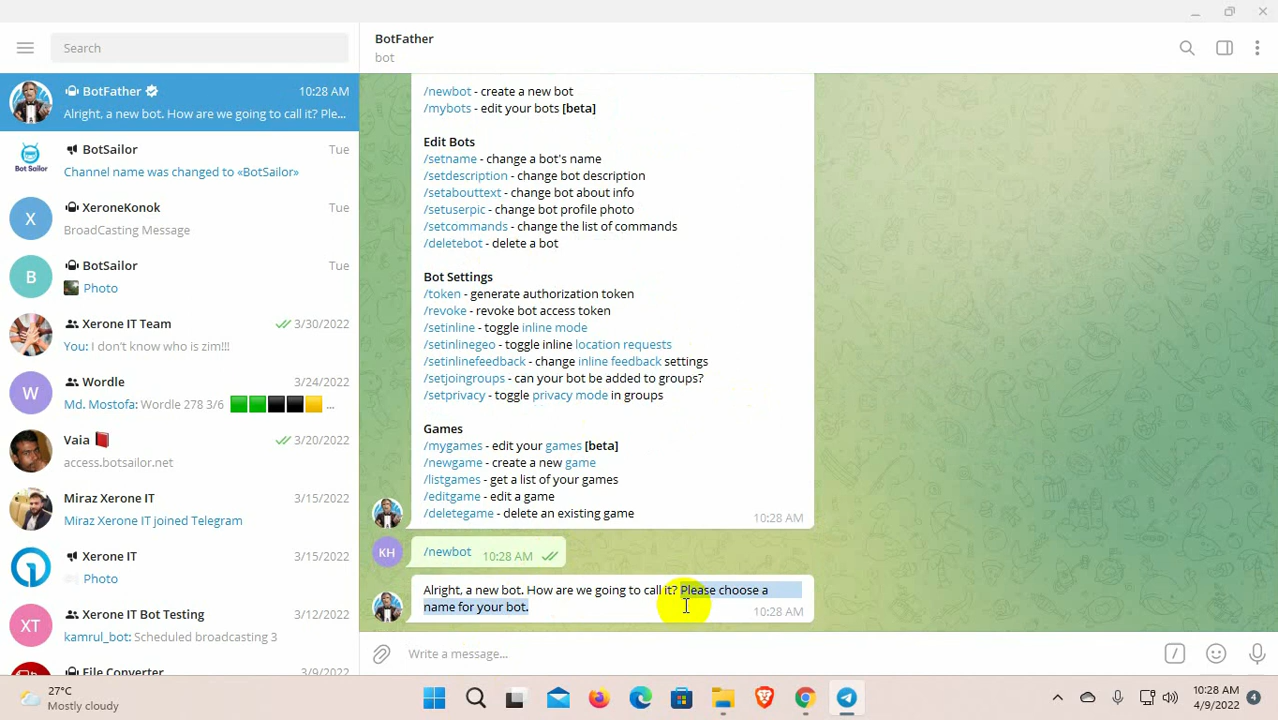 Search
BotFather
bot
BotFather 10:28 AM
Alright, a new bot. How are we going to call it? Ple...
BotSailor Tue
Channel name was changed to «BotSailor»
Bot Sailor
X
XeroneKonok Tue
BroadCasting Message
B
BotSailor Tue
Photo
Xerone IT Team 3/30/2022
You: I don't know who is zim!!!
W
Wordle 3/24/2022
Md. Mostofa: Wordle 278 3/6 ...
Vaia 3/20/2022
access.botsailor.net
Miraz Xerone IT 3/15/2022
Miraz Xerone IT joined Telegram
Xerone IT 3/15/2022
Photo
XT
Xerone IT Bot Testing 3/12/2022
kamrul_bot: Scheduled broadcasting 3
File Converter 3/9/2022
/newbot - create a new bot
/mybots - edit your bots [beta]
Edit Bots
/setname - change a bot's name
/setdescription - change bot description
/setabouttext - change bot about info
/setuserpic - change bot profile photo
/setcommands - change the list of commands
/deletebot - delete a bot
Bot Settings
/token - generate authorization token
/revoke - revoke bot access token
/setinline - toggle inline mode
/setinlinegeo - toggle inline location requests
/setinlinefeedback - change inline feedback settings
/setjoingroups - can your bot be added to groups?
/setprivacy - toggle privacy mode in groups
Games
/mygames - edit your games [beta]
/newgame - create a new game
/listgames - get a list of your games
/editgame - edit a game
/deletegame - delete an existing game
10:28 AM
KH
/newbot 10:28 AM
Alright, a new bot. How are we going to call it? Please choose a
name for your bot.
10:28 AM
Write a message...
27°C
Mostly cloudy
10:28 AM
4/9/2022
4